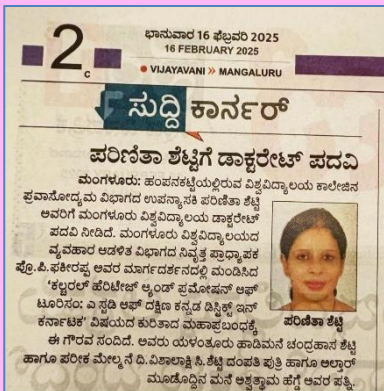 ಭಾನುವಾರ 16 ಫೆಬ್ರವರಿ 2025
2c
16 FEBRUARY 2025
VIJAYAVANI » MANGALURU
ಸುದ್ದಿ ಕಾರ್ನರ್
ಪರಿಣಿತಾ ಶೆಟ್ಟಿಗೆ ಡಾಕ್ಟರೇಟ್ ಪದವಿ
ಮಂಗಳೂರು: ಹಂಪನಕಟ್ಟೆಯಲ್ಲಿರುವ ವಿಶ್ವವಿದ್ಯಾಲಯ ಕಾಲೇಜಿನ
ಪ್ರವಾಸೋದ್ಯಮ ವಿಭಾಗದ ಉಪನ್ಯಾಸಕಿ ಪರಿಣಿತಾ ಶೆಟ್ಟಿ
ಅವರಿಗೆ ಮಂಗಳೂರು ವಿಶ್ವವಿದ್ಯಾಲಯ ಡಾಕ್ಟರೇಟ್
ಪದವಿ ನೀಡಿದೆ. ಮಂಗಳೂರು ವಿಶ್ವವಿದ್ಯಾಲಯದ
ವ್ಯವಹಾರ ಆಡಳಿತ ವಿಭಾಗದ ನಿವೃತ್ತ ಪ್ರಾಧ್ಯಾಪಕ
ಪ್ರೊ.ಪಿ.ಫಕೀರಪ್ಪ ಅವರ ಮಾರ್ಗದರ್ಶನದಲ್ಲಿ ಮಂಡಿಸಿದ
'ಕಲ್ಚರಲ್ ಹೆರಿಟೇಜ್ ಆ್ಯಂಡ್ ಪ್ರಮೋಷನ್ ಆಫ್
ಟೂರಿಸಂ: ಎ ಸ್ಟಡಿ ಆಫ್ ದಕ್ಷಿಣ ಕನ್ನಡ ಡಿಸ್ಟ್ರಿಕ್ಟ್ ಇನ್
ಕರ್ನಾಟಕ' ವಿಷಯದ ಕುರಿತಾದ ಮಹಾಪ್ರಬಂಧಕ್ಕೆ
ಪರಿಣಿತಾ ಶೆಟ್ಟಿ
ಈ ಗೌರವ ಸಂದಿದೆ. ಅವರು ಯಳಂತೂರು ಹಾಡಿಮನೆ ಚಂದ್ರಹಾಸ ಶೆಟ್ಟಿ
ಹಾಗೂ ಪರೀಕ ಮೇಲ್ಮನೆ ದಿ.ವಿಶಾಲಾಕ್ಷಿ ಸಿ.ಶೆಟ್ಟಿ ದಂಪತಿ ಪುತ್ರಿ ಹಾಗೂ ಅಲ್ತಾರ್
ಮೂಡೊದ್ದಿನ ಮನೆ ಅಶ್ವತ್ಥಾಮ ಹೆಗ್ಡೆ ಅವರ ಪತ್ನಿ.